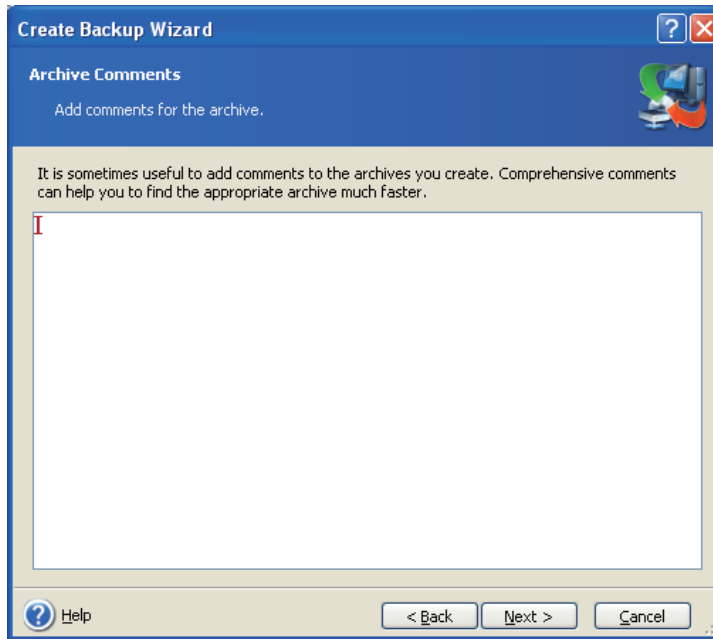 Create Backup Wizard
Archive Comments
Add comments for the archive.
It is sometimes useful to add comments to the archives you create. Comprehensive comments
can help you to find the appropriate archive much faster.
Help
< Back
Next >
Cancel